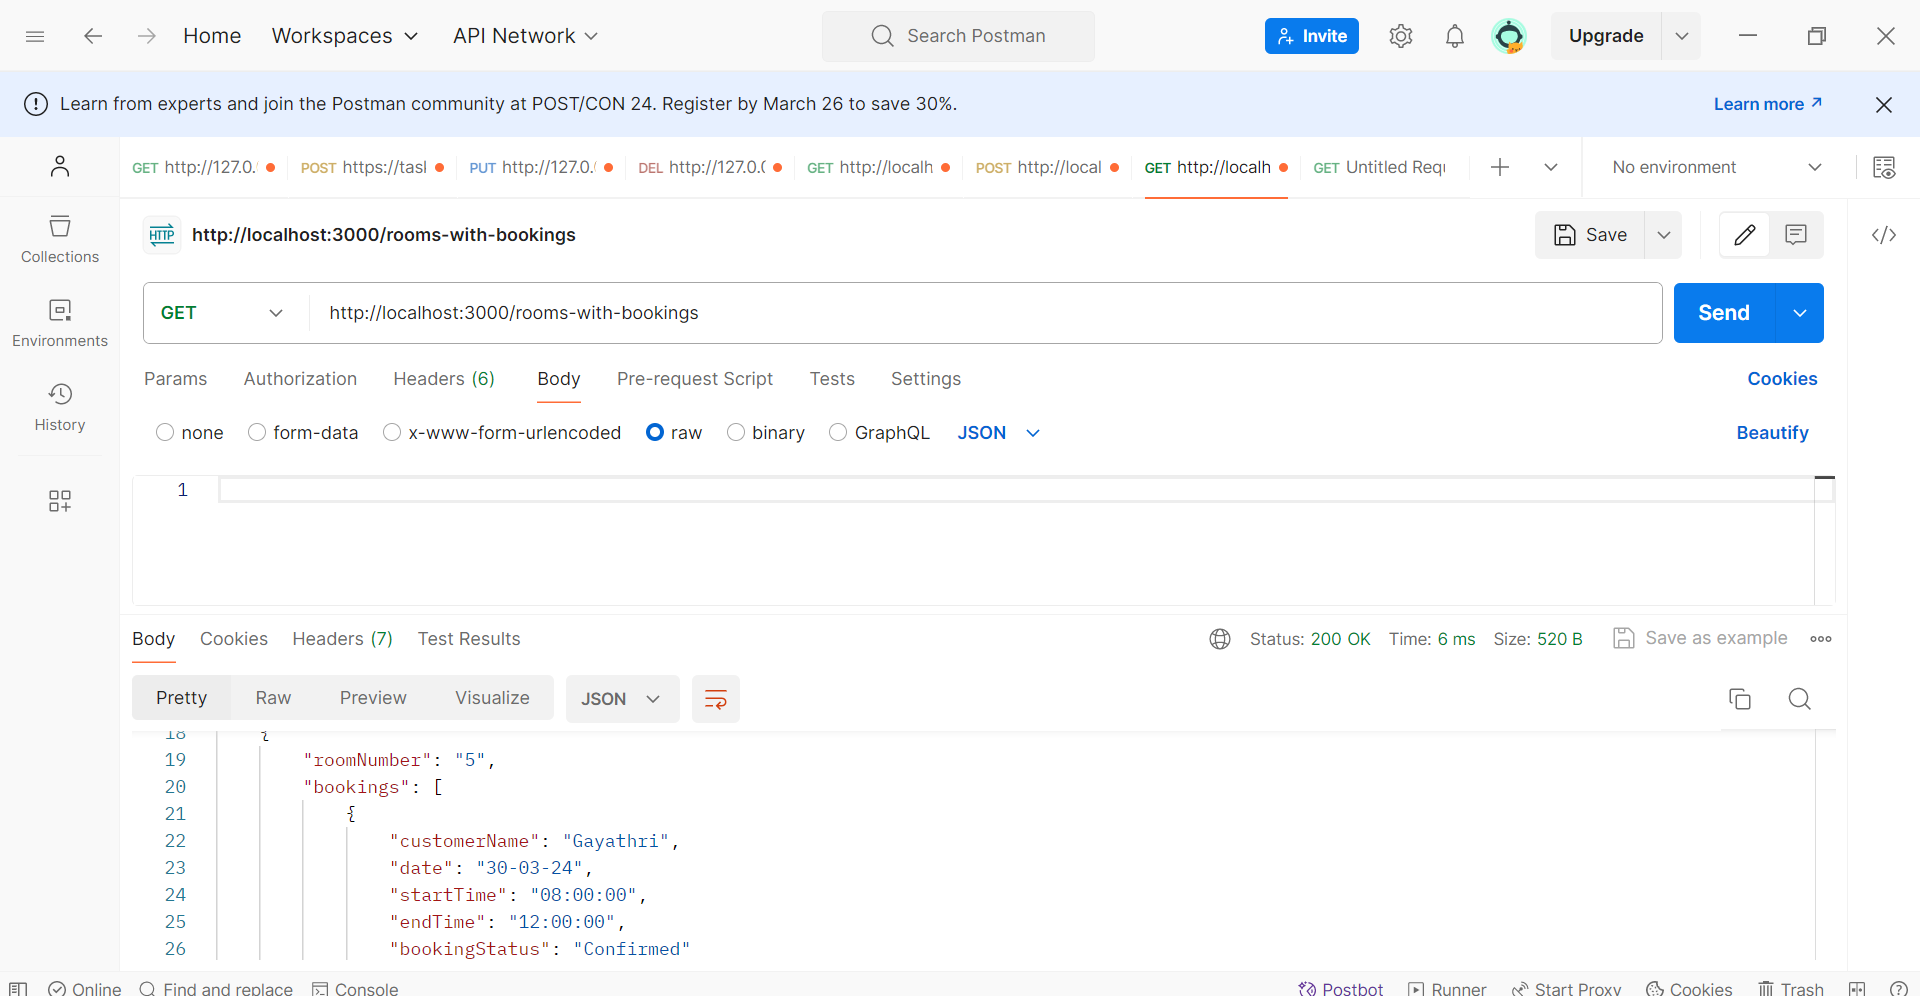 Home Workspaces API Network Search Postman Invite Upgrade
Learn from experts and join the Postman community at POST/CON 24. Register by March 26 to save 30%. Learn more
GET http://127.0. POST https://tasl PUT http://127.0. DEL http://127.0.0 GET http://localh POST http://local GET http://localh GET Untitled Requ No environment
HTTP http://localhost:3000/rooms-with-bookings Save
Collections
GET http://localhost:3000/rooms-with-bookings Send
Environments
Params Authorization Headers (6) Body Pre-request Script Tests Settings Cookies
History
none form-data x-www-form-urlencoded raw binary GraphQL JSON Beautify
1
Body Cookies Headers (7) Test Results Status: 200 OK Time: 6 ms Size: 520 B Save as example
Pretty Raw Preview Visualize JSON
18 {
19 "roomNumber": "5",
20 "bookings": [
21 {
22 "customerName": "Gayathri",
23 "date": "30-03-24",
24 "startTime": "08:00:00",
25 "endTime": "12:00:00",
26 "bookingStatus": "Confirmed"
Online Find and replace Console Postbot Runner Start Proxy Cookies Trash